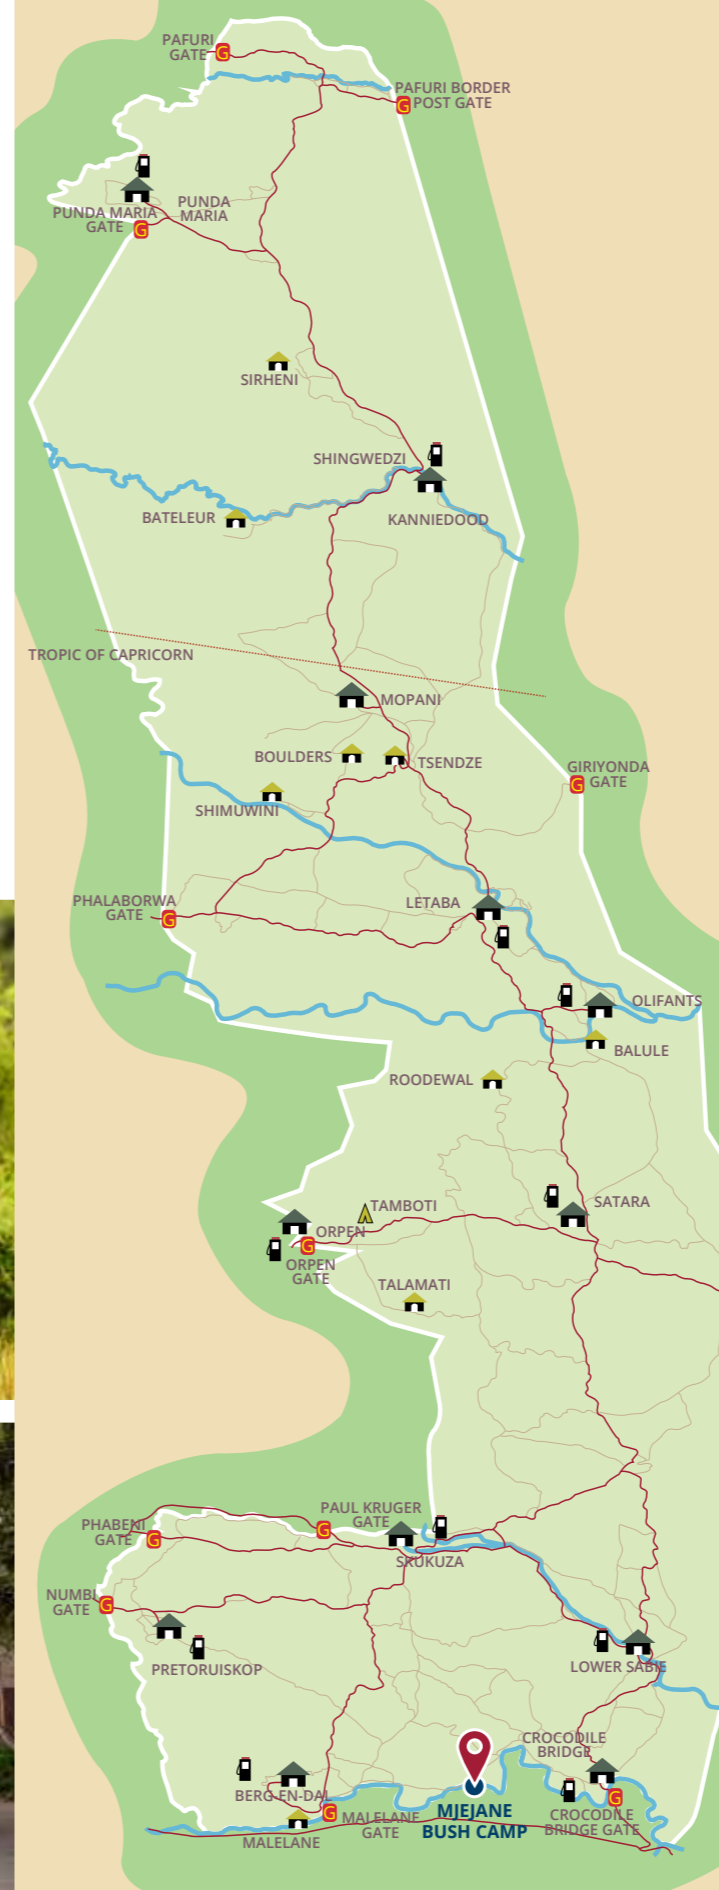 PAFURI
GATE
G
PAFURI BORDER
G
POST GATE
PUNDA MARIA
GATE
G
PUNDA
MARIA
SIRHENI
SHINGWEDZI
BATELEUR
KANNIEDOOD
TROPIC OF CAPRICORN
MOPANI
BOULDERS
TSENDZE
GIRIYONDA
GATE
G
SHIMUWINI
PHALABORWA
GATE
G
LETABA
OLIFANTS
BALULE
ROODEWAL
TAMBOTI
SATARA
ORPEN
G
ORPEN
GATE
TALAMATI
PAUL KRUGER
GATE
G
PHABENI
GATE
G
SKUKUZA
NUMBI
GATE
G
PRETORUISKOP
LOWER SABIE
CROCODILE
BRIDGE
BERG-EN-DAL
G
MALELANE
GATE
MALELANE
MJEJANE
BUSH CAMP
G
CROCODILE
BRIDGE GATE